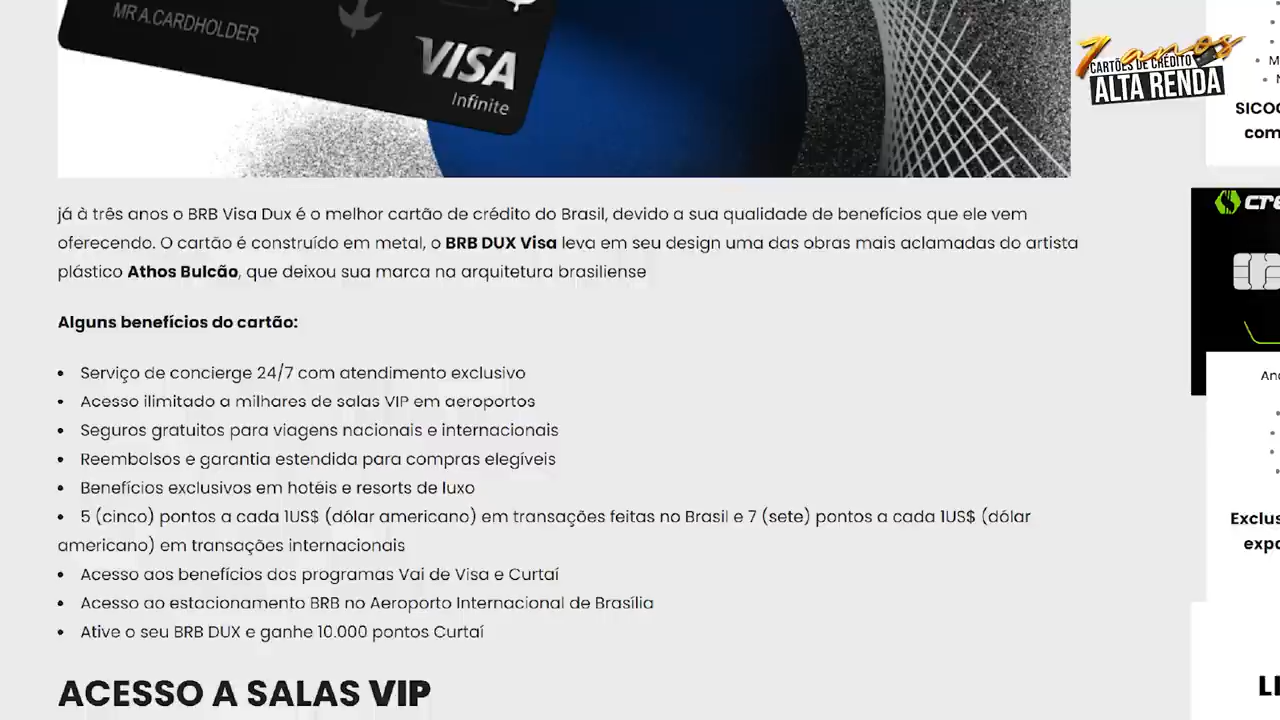 MR A.CARDHOLDER
VISA
Infinite
7 anos
CARTÕES DE CRÉDITO
ALTA RENDA
já à três anos o BRB Visa Dux é o melhor cartão de crédito do Brasil, devido a sua qualidade de benefícios que ele vem
oferecendo. O cartão é construído em metal, o BRB DUX Visa leva em seu design uma das obras mais aclamadas do artista
plástico Athos Bulcão, que deixou sua marca na arquitetura brasiliense
Alguns benefícios do cartão:
• Serviço de concierge 24/7 com atendimento exclusivo
• Acesso ilimitado a milhares de salas VIP em aeroportos
• Seguros gratuitos para viagens nacionais e internacionais
• Reembolsos e garantia estendida para compras elegíveis
• Benefícios exclusivos em hotéis e resorts de luxo
• 5 (cinco) pontos a cada 1US$ (dólar americano) em transações feitas no Brasil e 7 (sete) pontos a cada 1US$ (dólar
americano) em transações internacionais
• Acesso aos benefícios dos programas Vai de Visa e Curtaí
• Acesso ao estacionamento BRB no Aeroporto Internacional de Brasília
• Ative o seu BRB DUX e ganhe 10.000 pontos Curtaí
ACESSO A SALAS VIP
com